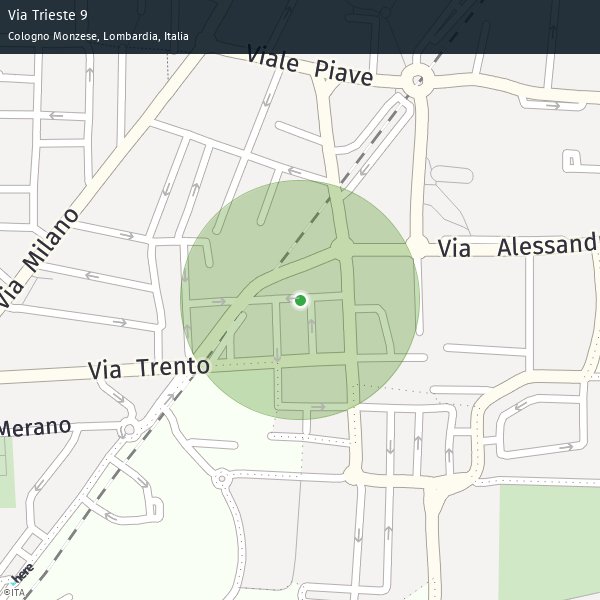 Via Trieste 9
Cologno Monzese, Lombardia, Italia
Viale Piave
Via Milano
Via Alessand
Via Trento
Merano
here
©ITA